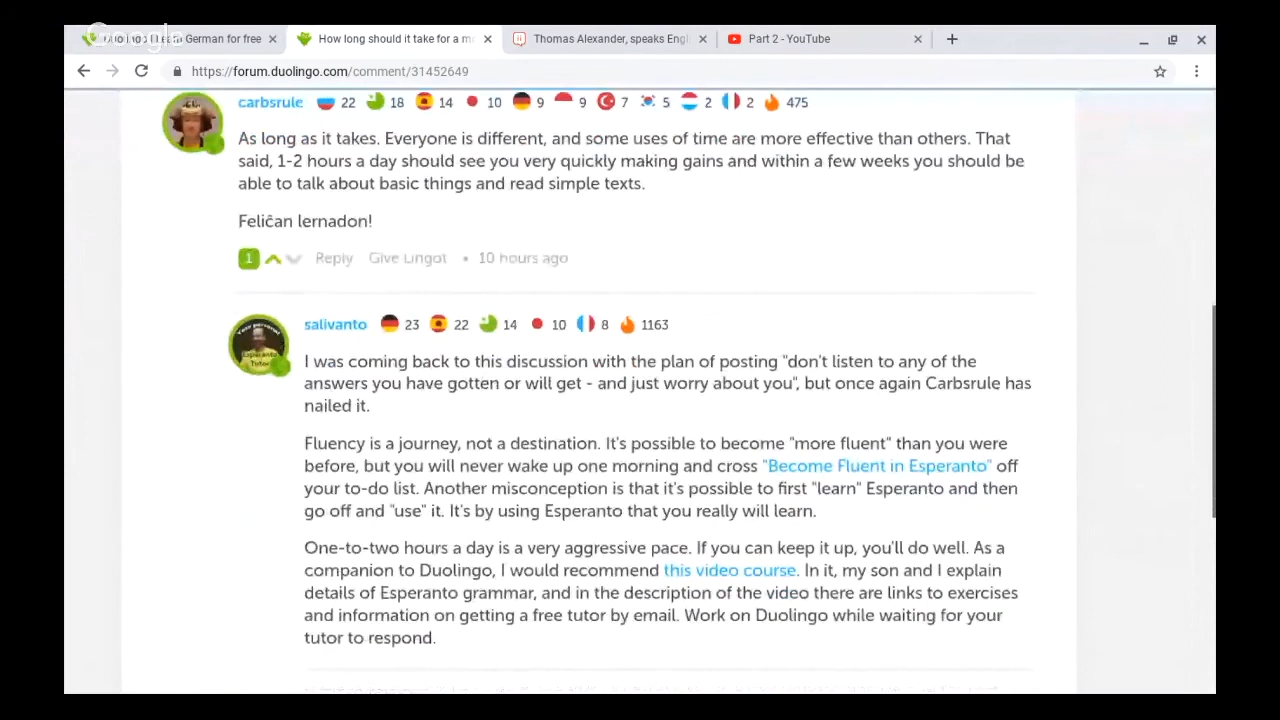 Google
Duolingo | Learn German for free
How long should it take for a m
Thomas Alexander, speaks Engl
Part 2 - YouTube
https://forum.duolingo.com/comment/31452649
carbsrule 22 18 14 10 9 9 7 5 2 2 475
As long as it takes. Everyone is different, and some uses of time are more effective than others. That
said, 1-2 hours a day should see you very quickly making gains and within a few weeks you should be
able to talk about basic things and read simple texts.
Feliĉan lernadon!
1 Reply Give Lingot • 10 hours ago
salivanto 23 22 14 10 8 1163
I was coming back to this discussion with the plan of posting "don't listen to any of the
answers you have gotten or will get - and just worry about you", but once again Carbsrule has
nailed it.
Fluency is a journey, not a destination. It's possible to become "more fluent" than you were
before, but you will never wake up one morning and cross "Become Fluent in Esperanto" off
your to-do list. Another misconception is that it's possible to first "learn" Esperanto and then
go off and "use" it. It's by using Esperanto that you really will learn.
One-to-two hours a day is a very aggressive pace. If you can keep it up, you'll do well. As a
companion to Duolingo, I would recommend this video course. In it, my son and I explain
details of Esperanto grammar, and in the description of the video there are links to exercises
and information on getting a free tutor by email. Work on Duolingo while waiting for your
tutor to respond.